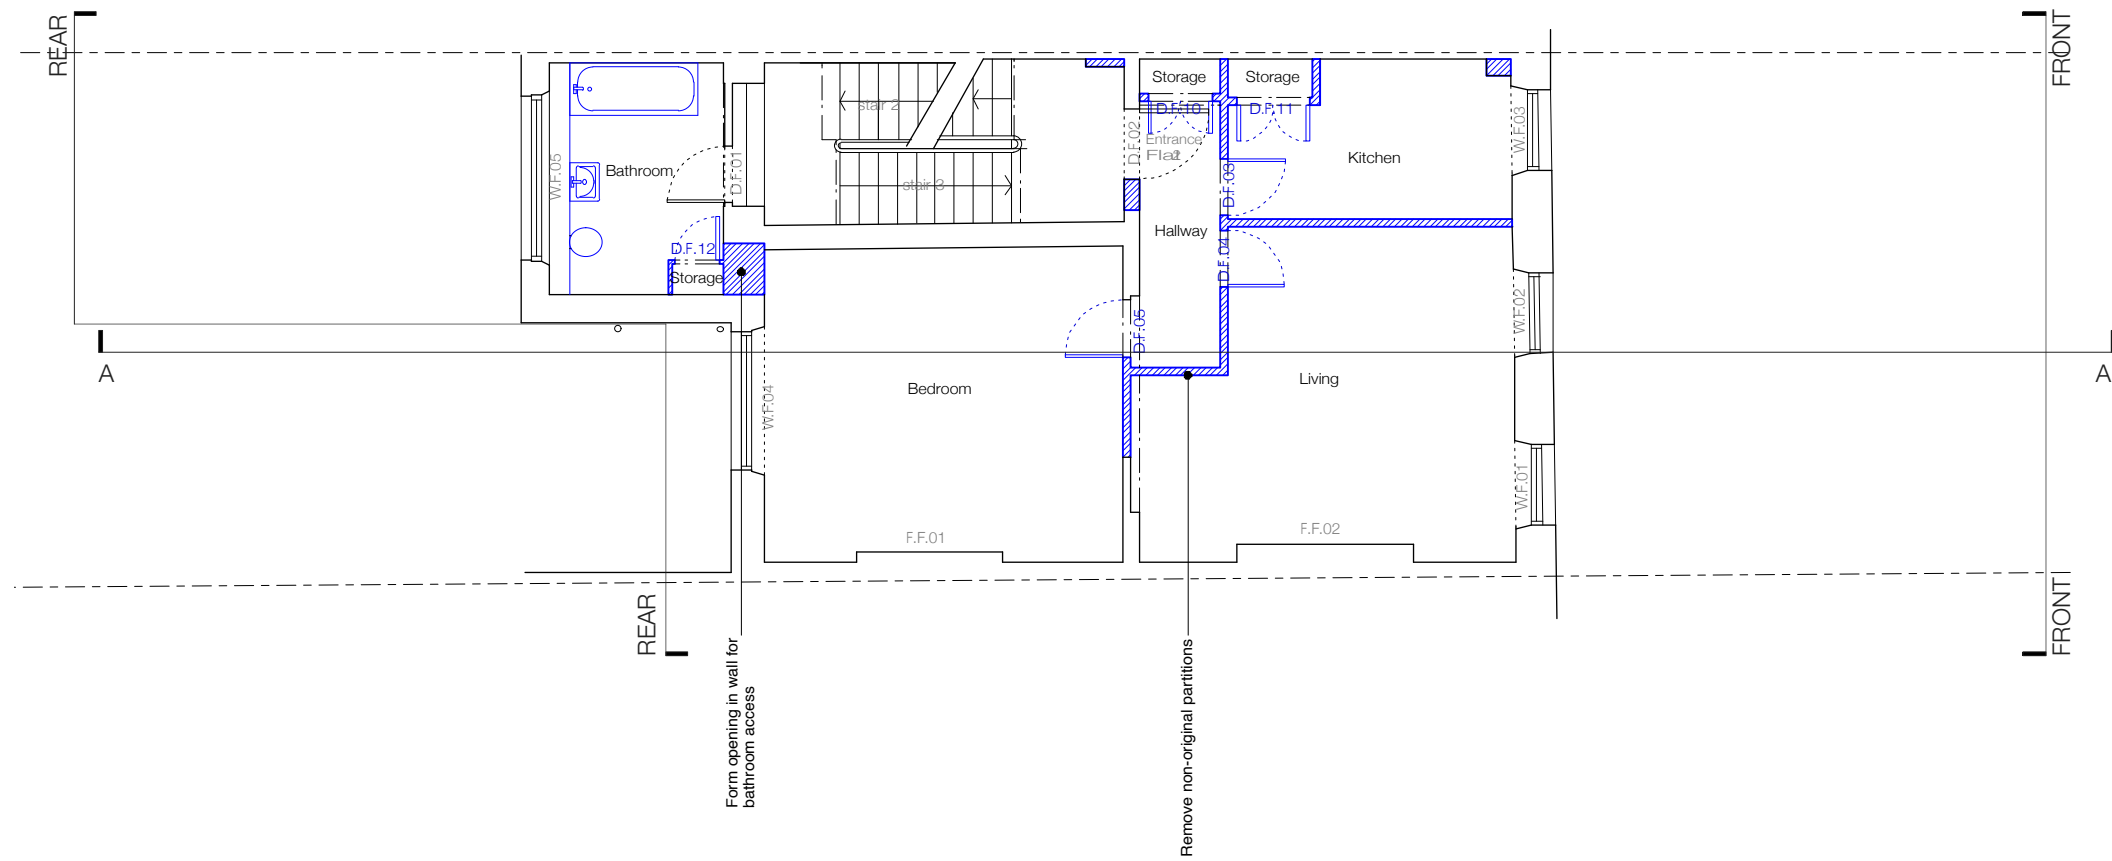 REAR
FRONT
Storage
Storage
D.F.10
D.F.11
stair 2
W.F.03
D.F.02
Entrance
Kitchen
W.F.05
Bathroom
D.F.01
stair 3
D.F.03
Hallway
D.F.12
D.F.04
Storage
W.F.02
D.F.05
A
A
Living
Bedroom
W.F.04
W.F.01
F.F.01
F.F.02
REAR
FRONT
Form opening in wall for
bathroom access
Remove non-original partitions